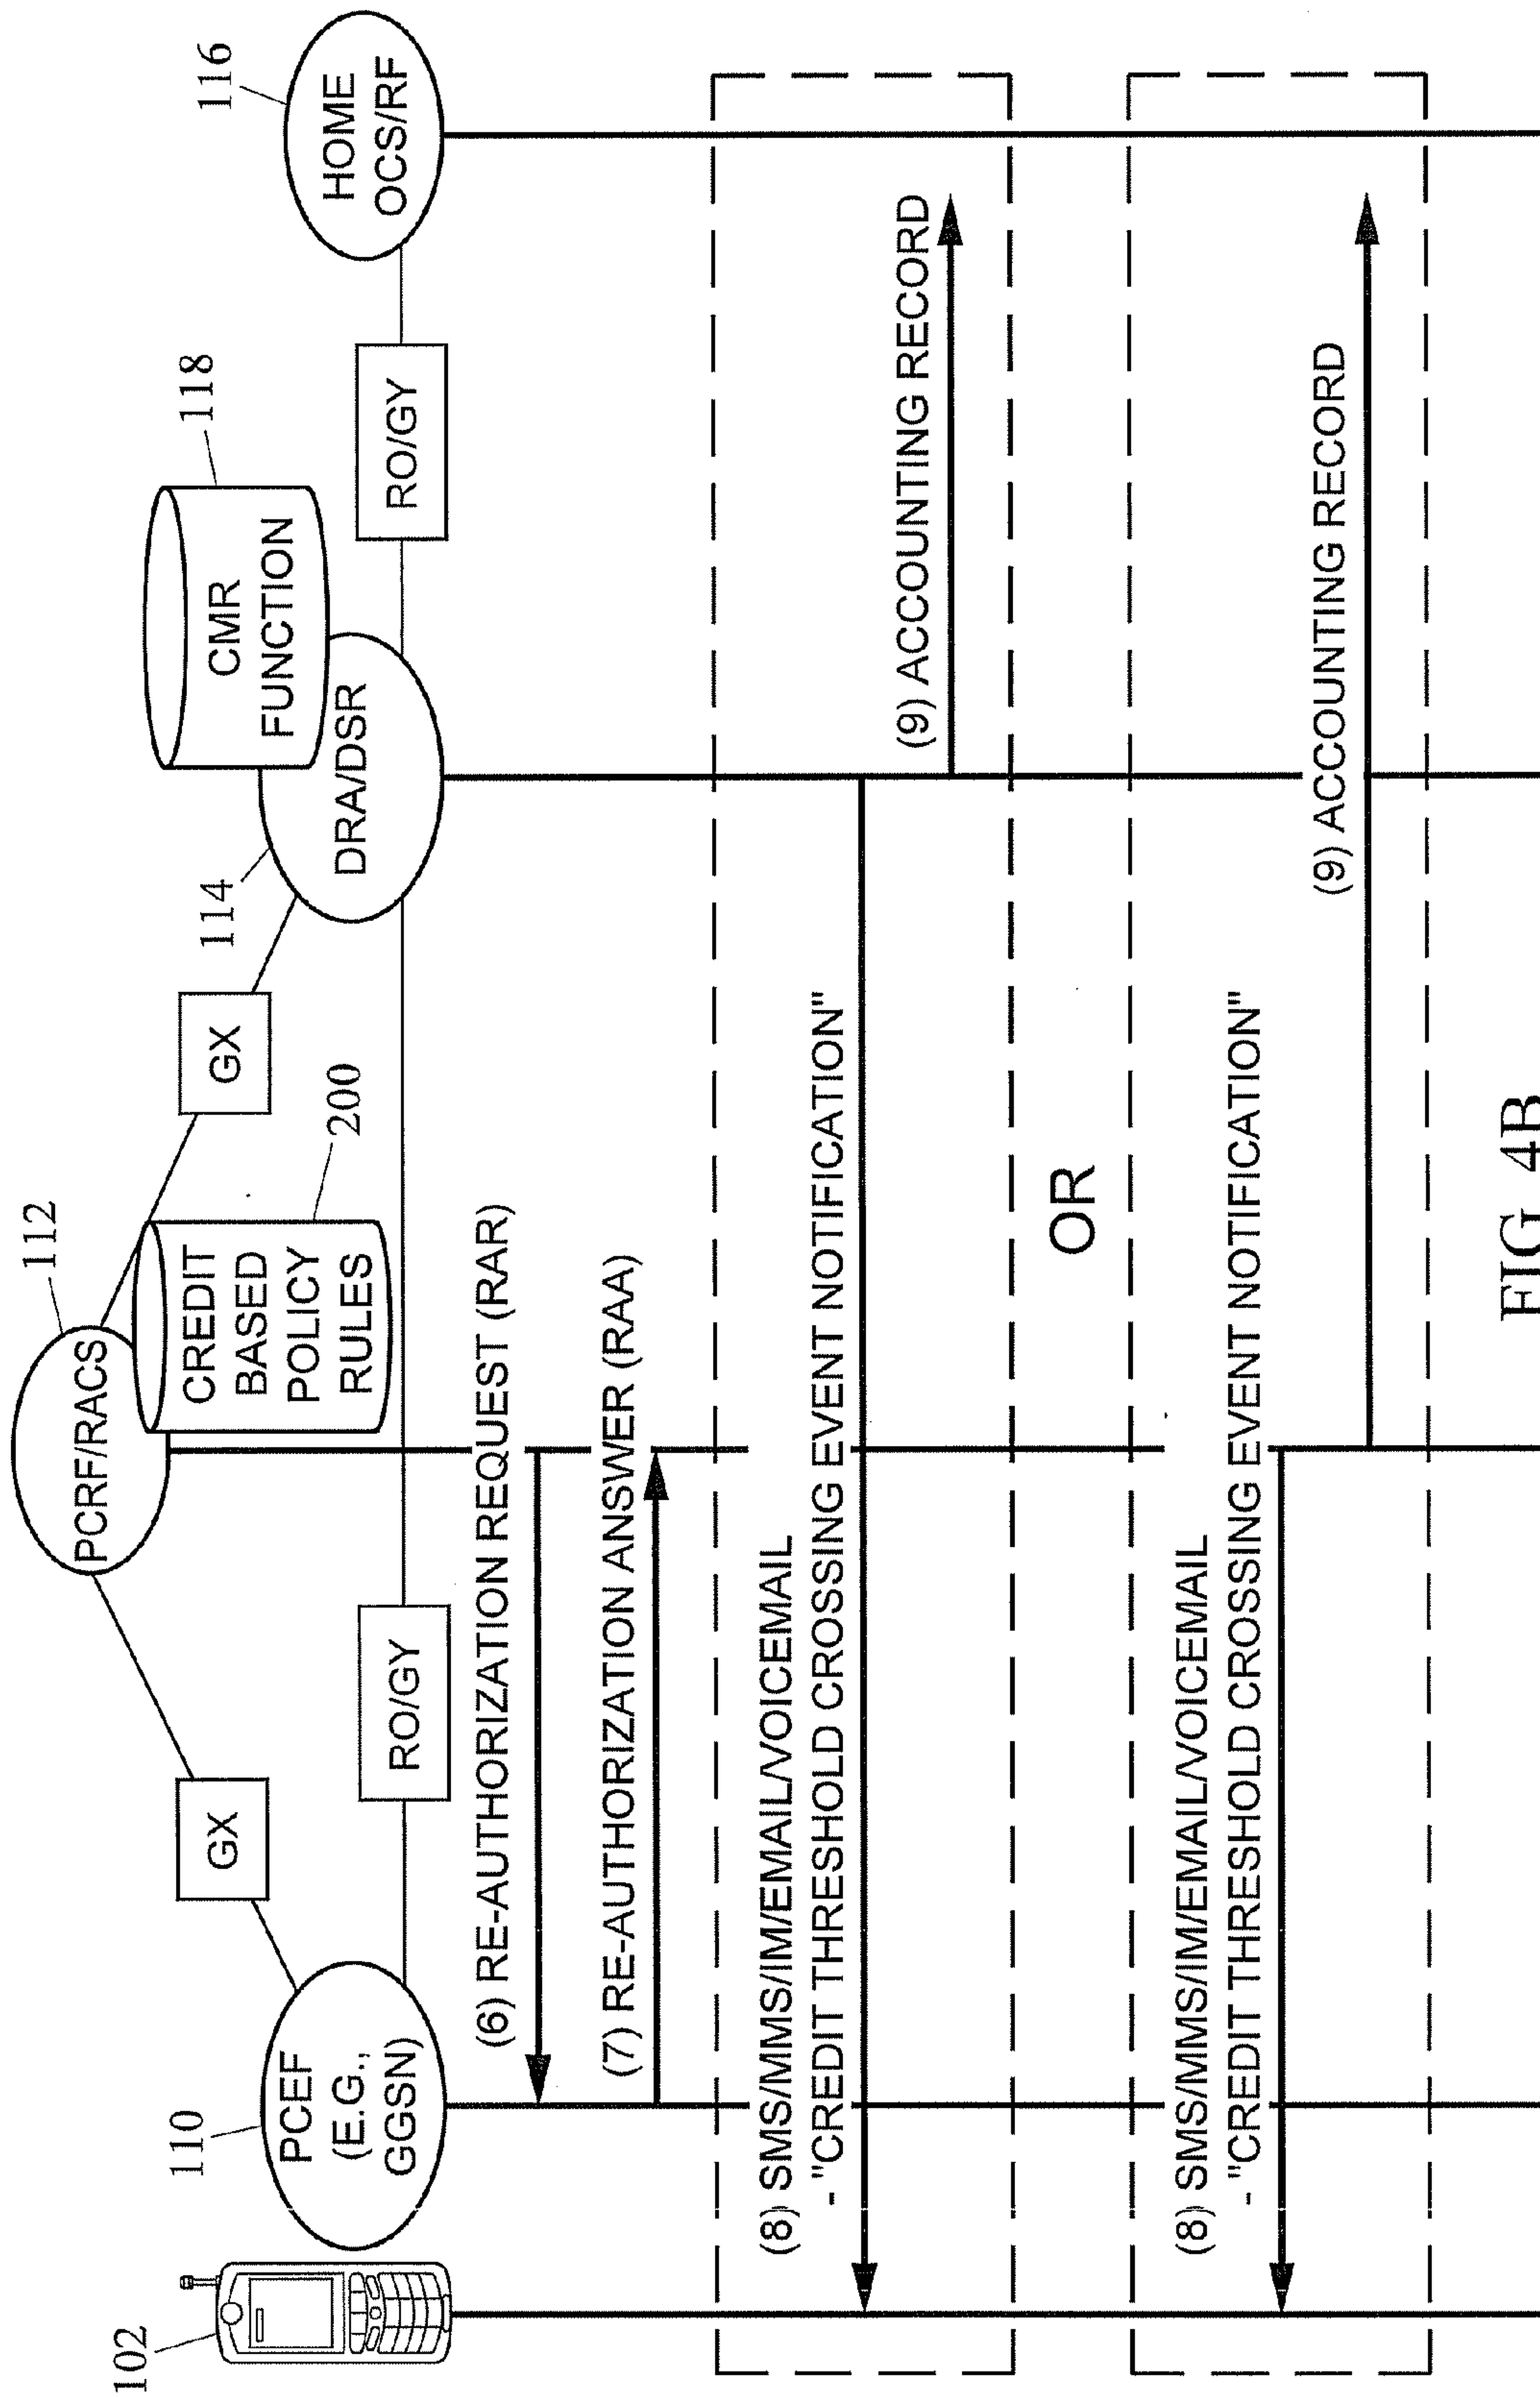 112
PCRF/RACS
CREDIT
BASED
POLICY
RULES
200
GX
GX
110
PCEF
(E.G.,
GGSN)
102
RO/GY
114
DRA/DSR
118
CMR
FUNCTION
RO/GY
116
HOME
OCS/RF
(6) RE-AUTHORIZATION REQUEST (RAR)
(7) RE-AUTHORIZATION ANSWER (RAA)
(8) SMS/MMS/IM/EMAIL/VOICEMAIL
- "CREDIT THRESHOLD CROSSING EVENT NOTIFICATION"
(9) ACCOUNTING RECORD
OR
(8) SMS/MMS/IM/EMAIL/VOICEMAIL
- "CREDIT THRESHOLD CROSSING EVENT NOTIFICATION"
(9) ACCOUNTING RECORD
FIG. 4B